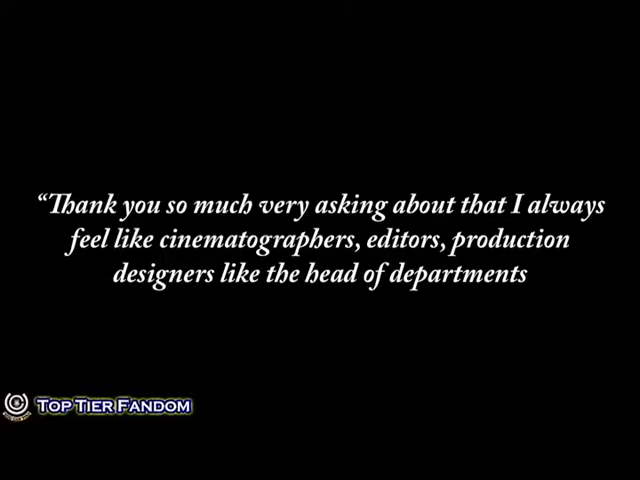 “Thank you so much very asking about that I always
feel like cinematographers, editors, production
designers like the head of departments
Top Tier Fandom